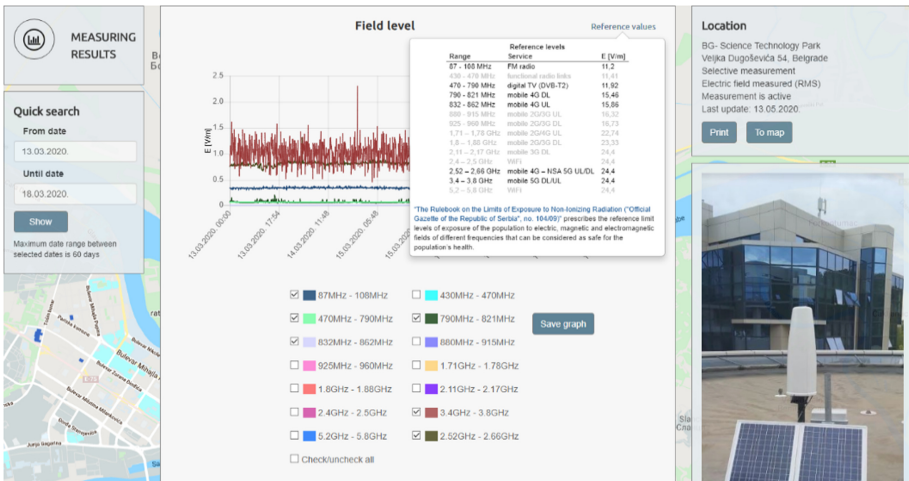 MEASURING
RESULTS
Quick search
From date
13.03.2020.
Until date
18.03.2020.
Show
Maximum date range between
selected dates is 60 days
Field level
Reference values
E [V/m]
2.5
2.0
1.5
1.0
0.5
0
13.03.2020. 00:00
13.03.2020. 17:54
14.03.2020. 11:48
15.03.2020. 05:48
Reference levels
Range Service E [V/m]
87 - 108 MHz FM radio 11,2
430 - 470 MHz functional radio links 11,41
470 - 790 MHz digital TV (DVB-T2) 11,92
790 - 821 MHz mobile 4G DL 15,46
832 - 862 MHz mobile 4G UL 15,86
880 - 915 MHz mobile 2G/3G UL 16,32
925 - 960 MHz mobile 2G/3G DL 16,73
1,71 – 1,78 GHz mobile 2G/4G UL 22,74
1,8 – 1,88 GHz mobile 2G/3G DL 23,33
2,11 – 2,17 GHz mobile 3G DL 24,4
2,4 – 2,5 GHz WiFi 24,4
2,52 – 2,66 GHz mobile 4G – NSA 5G UL/DL 24,4
3,4 – 3,8 GHz mobile 5G DL/UL 24,4
5,2 – 5,8 GHz WiFi 24,4
"The Rulebook on the Limits of Exposure to Non-Ionizing Radiation ("Official
Gazette of the Republic of Serbia", no. 104/09)" prescribes the reference limit
levels of exposure of the population to electric, magnetic and electromagnetic
fields of different frequencies that can be considered as safe for the
population's health.
87MHz - 108MHz
430MHz - 470MHz
470MHz - 790MHz
790MHz - 821MHz
832MHz - 862MHz
880MHz - 915MHz
925MHz - 960MHz
1.71GHz - 1.78GHz
1.8GHz - 1.88GHz
2.11GHz - 2.17GHz
2.4GHz - 2.5GHz
3.4GHz - 3.8GHz
5.2GHz - 5.8GHz
2.52GHz - 2.66GHz
Check/uncheck all
Save graph
Location
BG- Science Technology Park
Veljka Dugoševića 54, Belgrade
Selective measurement
Electric field measured (RMS)
Measurement is active
Last update: 13.05.2020.
Print
To map